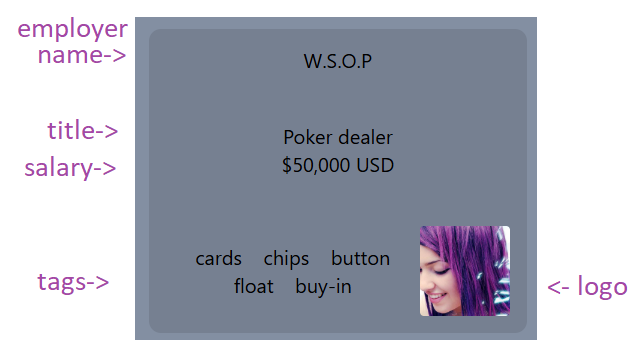 employer
name->
W.S.O.P
title->
Poker dealer
salary->
$50,000 USD
cards chips button
tags->
float buy-in
<- logo